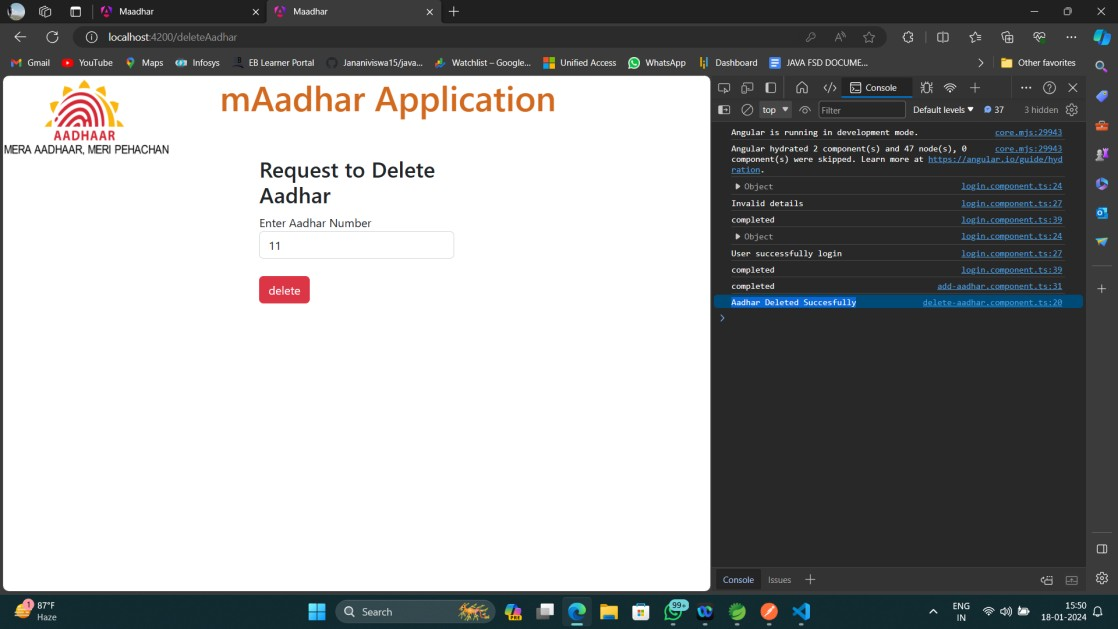 Maadhar
Maadhar
localhost:4200/deleteAadhar
Gmail
YouTube
Maps
Infosys
EB Learner Portal
Jananiviswa15/java...
Watchlist – Google...
Unified Access
WhatsApp
Dashboard
JAVA FSD DOCUME...
Other favorites
AADHAAR
MERA AADHAAR, MERI PEHACHAN
mAadhar Application
Request to Delete
Aadhar
Enter Aadhar Number
11
delete
Console
top
Filter
Default levels
37
3 hidden
Angular is running in development mode. core.mjs:29943
Angular hydrated 2 component(s) and 47 node(s), 0 core.mjs:29943
component(s) were skipped. Learn more at https://angular.io/guide/hyd
ration.
Object login.component.ts:24
Invalid details login.component.ts:27
completed login.component.ts:39
Object login.component.ts:24
User successfully login login.component.ts:27
completed login.component.ts:39
completed add-aadhar.component.ts:31
Aadhar Deleted Succesfully delete-aadhar.component.ts:20
Console
Issues
1
87°F
Haze
Search
PRE
99+
ENG
IN
15:50
18-01-2024